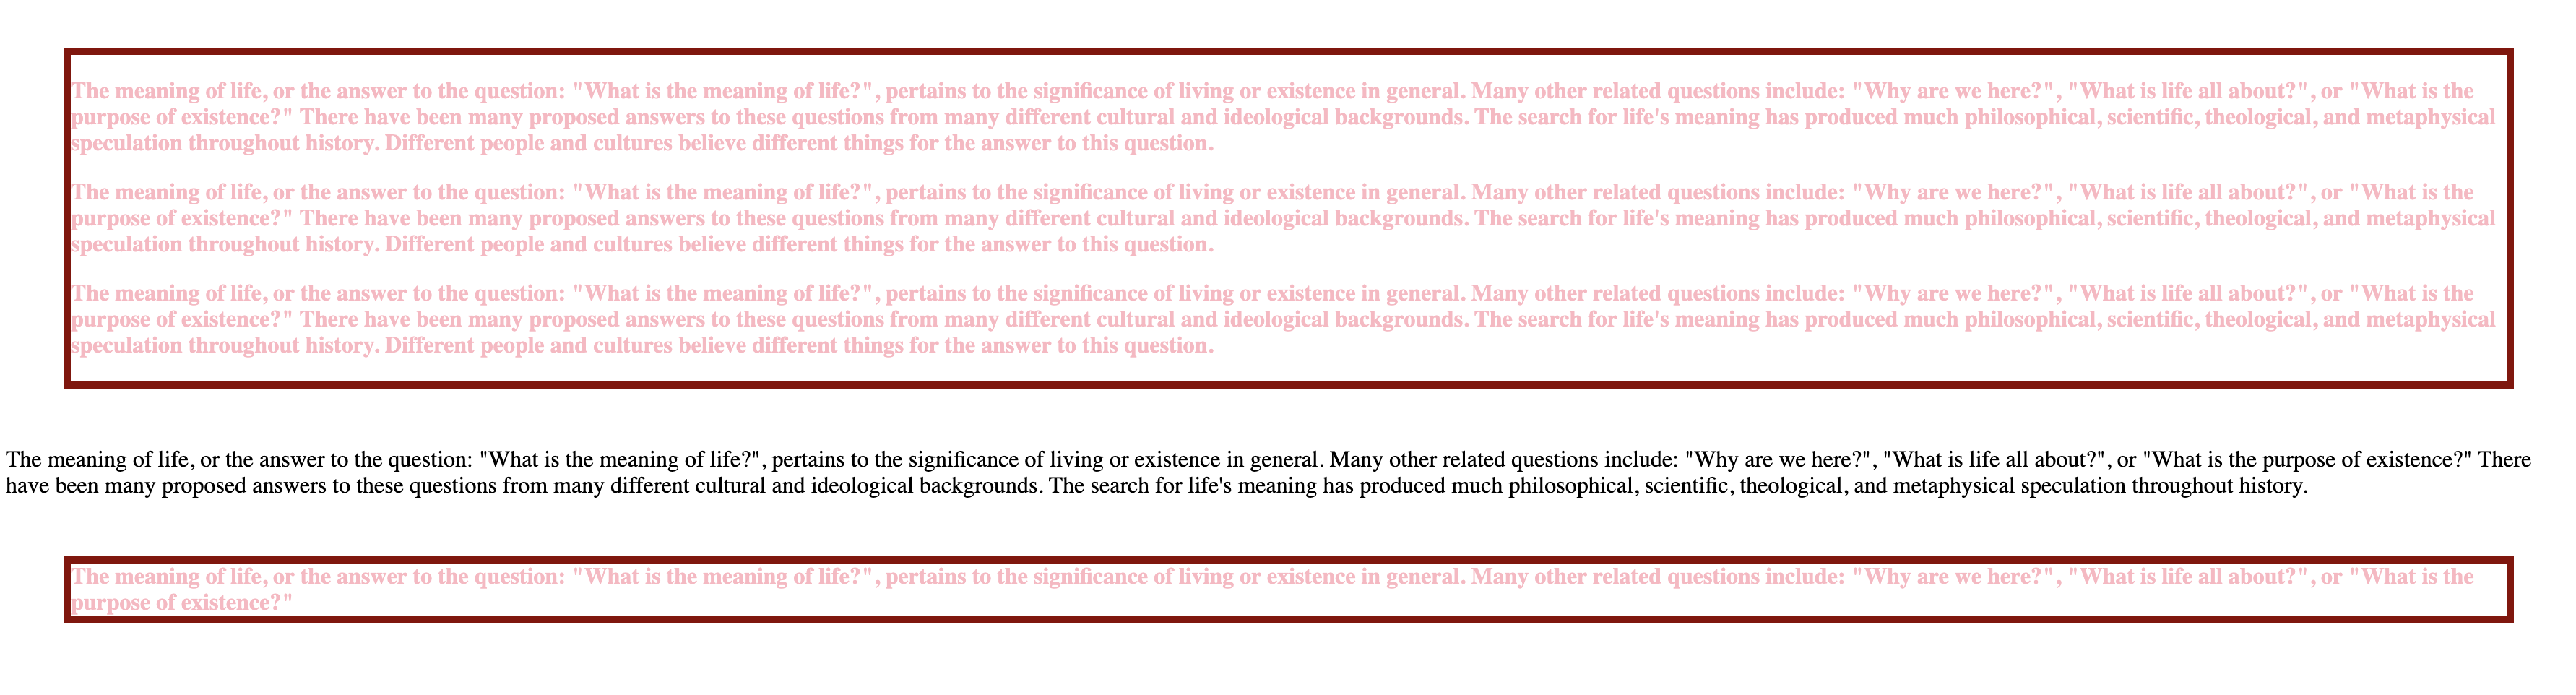 The meaning of life, or the answer to the question: "What is the meaning of life?", pertains to the significance of living or existence in general. Many other related questions include: "Why are we here?", "What is life all about?", or "What is the
purpose of existence?" There have been many proposed answers to these questions from many different cultural and ideological backgrounds. The search for life's meaning has produced much philosophical, scientific, theological, and metaphysical
speculation throughout history. Different people and cultures believe different things for the answer to this question.
The meaning of life, or the answer to the question: "What is the meaning of life?", pertains to the significance of living or existence in general. Many other related questions include: "Why are we here?", "What is life all about?", or "What is the
purpose of existence?" There have been many proposed answers to these questions from many different cultural and ideological backgrounds. The search for life's meaning has produced much philosophical, scientific, theological, and metaphysical
speculation throughout history. Different people and cultures believe different things for the answer to this question.
The meaning of life, or the answer to the question: "What is the meaning of life?", pertains to the significance of living or existence in general. Many other related questions include: "Why are we here?", "What is life all about?", or "What is the
purpose of existence?" There have been many proposed answers to these questions from many different cultural and ideological backgrounds. The search for life's meaning has produced much philosophical, scientific, theological, and metaphysical
speculation throughout history. Different people and cultures believe different things for the answer to this question.
The meaning of life, or the answer to the question: "What is the meaning of life?", pertains to the significance of living or existence in general. Many other related questions include: "Why are we here?", "What is life all about?", or "What is the purpose of existence?" There
have been many proposed answers to these questions from many different cultural and ideological backgrounds. The search for life's meaning has produced much philosophical, scientific, theological, and metaphysical speculation throughout history.
The meaning of life, or the answer to the question: "What is the meaning of life?", pertains to the significance of living or existence in general. Many other related questions include: "Why are we here?", "What is life all about?", or "What is the
purpose of existence?"